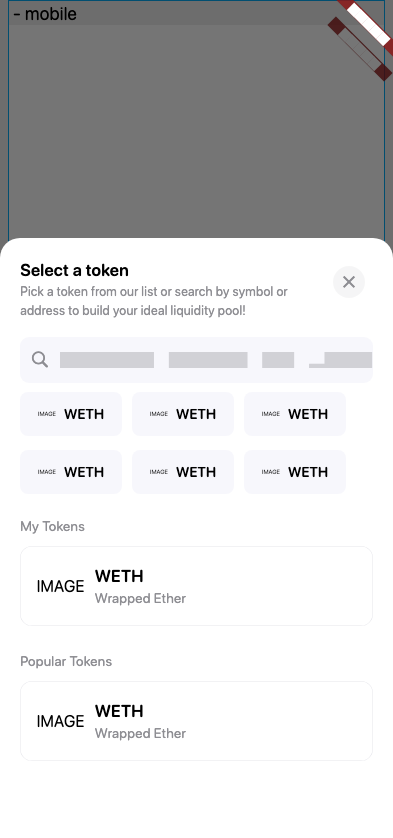 - mobile
Select a token
Pick a token from our list or search by symbol or
address to build your ideal liquidity pool!
IMAGE WETH IMAGE WETH IMAGE WETH
IMAGE WETH IMAGE WETH IMAGE WETH
My Tokens
IMAGE
WETH
Wrapped Ether
Popular Tokens
IMAGE
WETH
Wrapped Ether